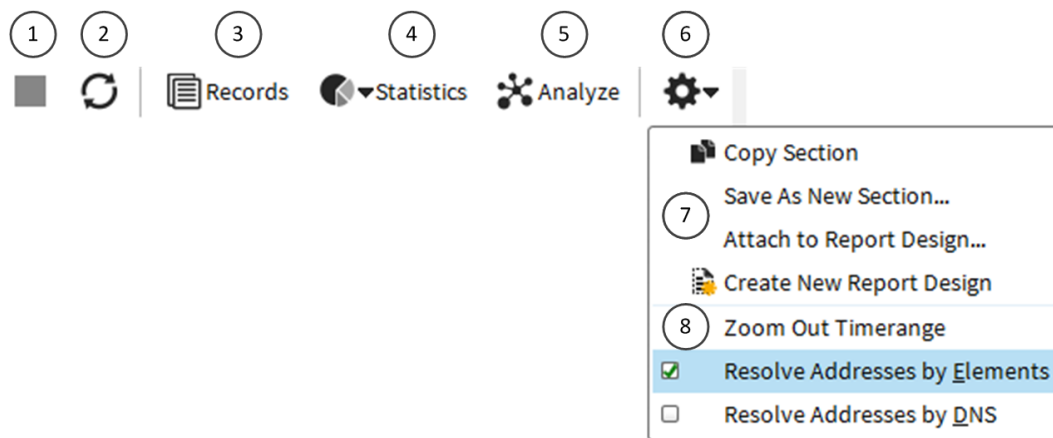 1 2 3 4 5 6
Records Statistics Analyze
Copy Section
Save As New Section...
7
Attach to Report Design...
Create New Report Design
8 Zoom Out Timerange
Resolve Addresses by Elements
Resolve Addresses by DNS